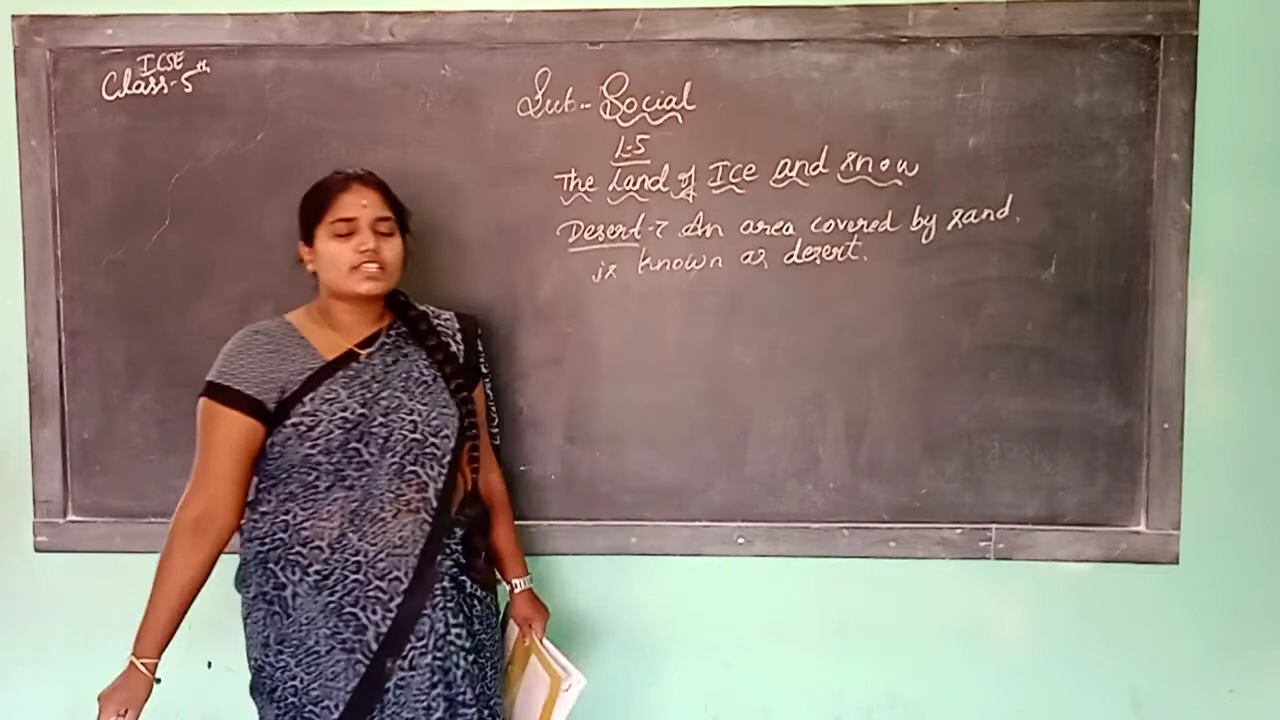 ICSE
Class-5th
Sub:- Social
L-5
The Land of Ice and Snow
Desert-? An area covered by sand.
is known as desert.